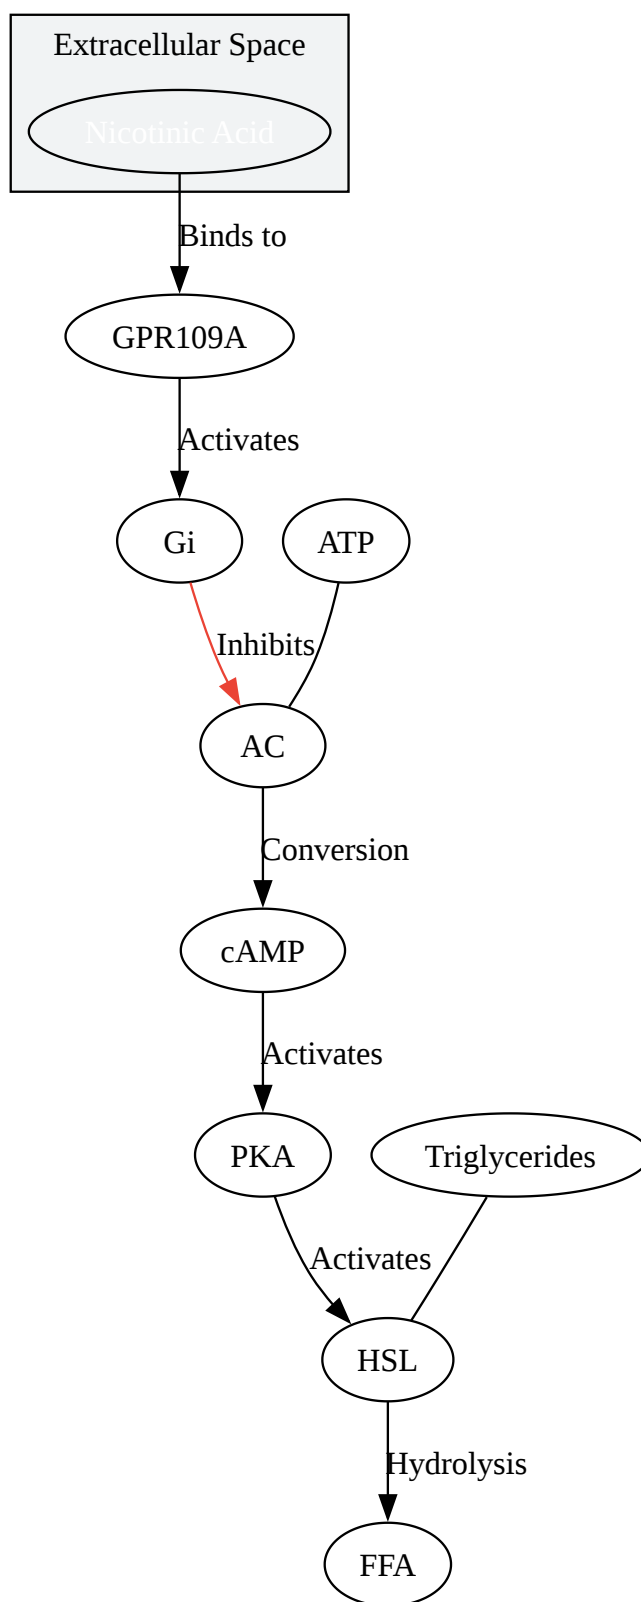 Extracellular Space
Nicotinic Acid
Binds to
GPR109A
Activates
Gi
ATP
Inhibits
AC
Conversion
cAMP
Activates
PKA
Triglycerides
Activates
HSL
Hydrolysis
FFA